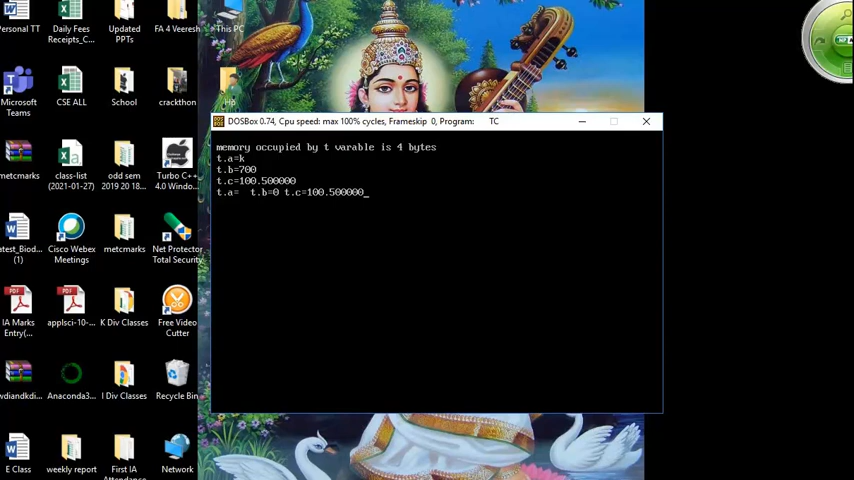 Personal TT
Daily Fees Receipts_C...
Updated PPTs
FA 4 Veeresh
This PC
Microsoft Teams
CSE ALL
School
crackthon
metcmarks
class-list (2021-01-27)
odd sem 2019 20 18...
Turbo C++ 4.0 Windo...
Cisco Webex Meetings
metcmarks
Net Protector Total Security
IA Marks Entry(...
applsci-10-...
K Div Classes
Free Video Cutter
Anaconda3...
I Div Classes
Recycle Bin
E Class
weekly report
First IA Attendance
Network
DOSBox 0.74, Cpu speed: max 100% cycles, Frameskip 0, Program: TC
memory occupied by t varable is 4 bytes
t.a=k
t.b=700
t.c=100.500000
t.a= t.b=0 t.c=100.500000_